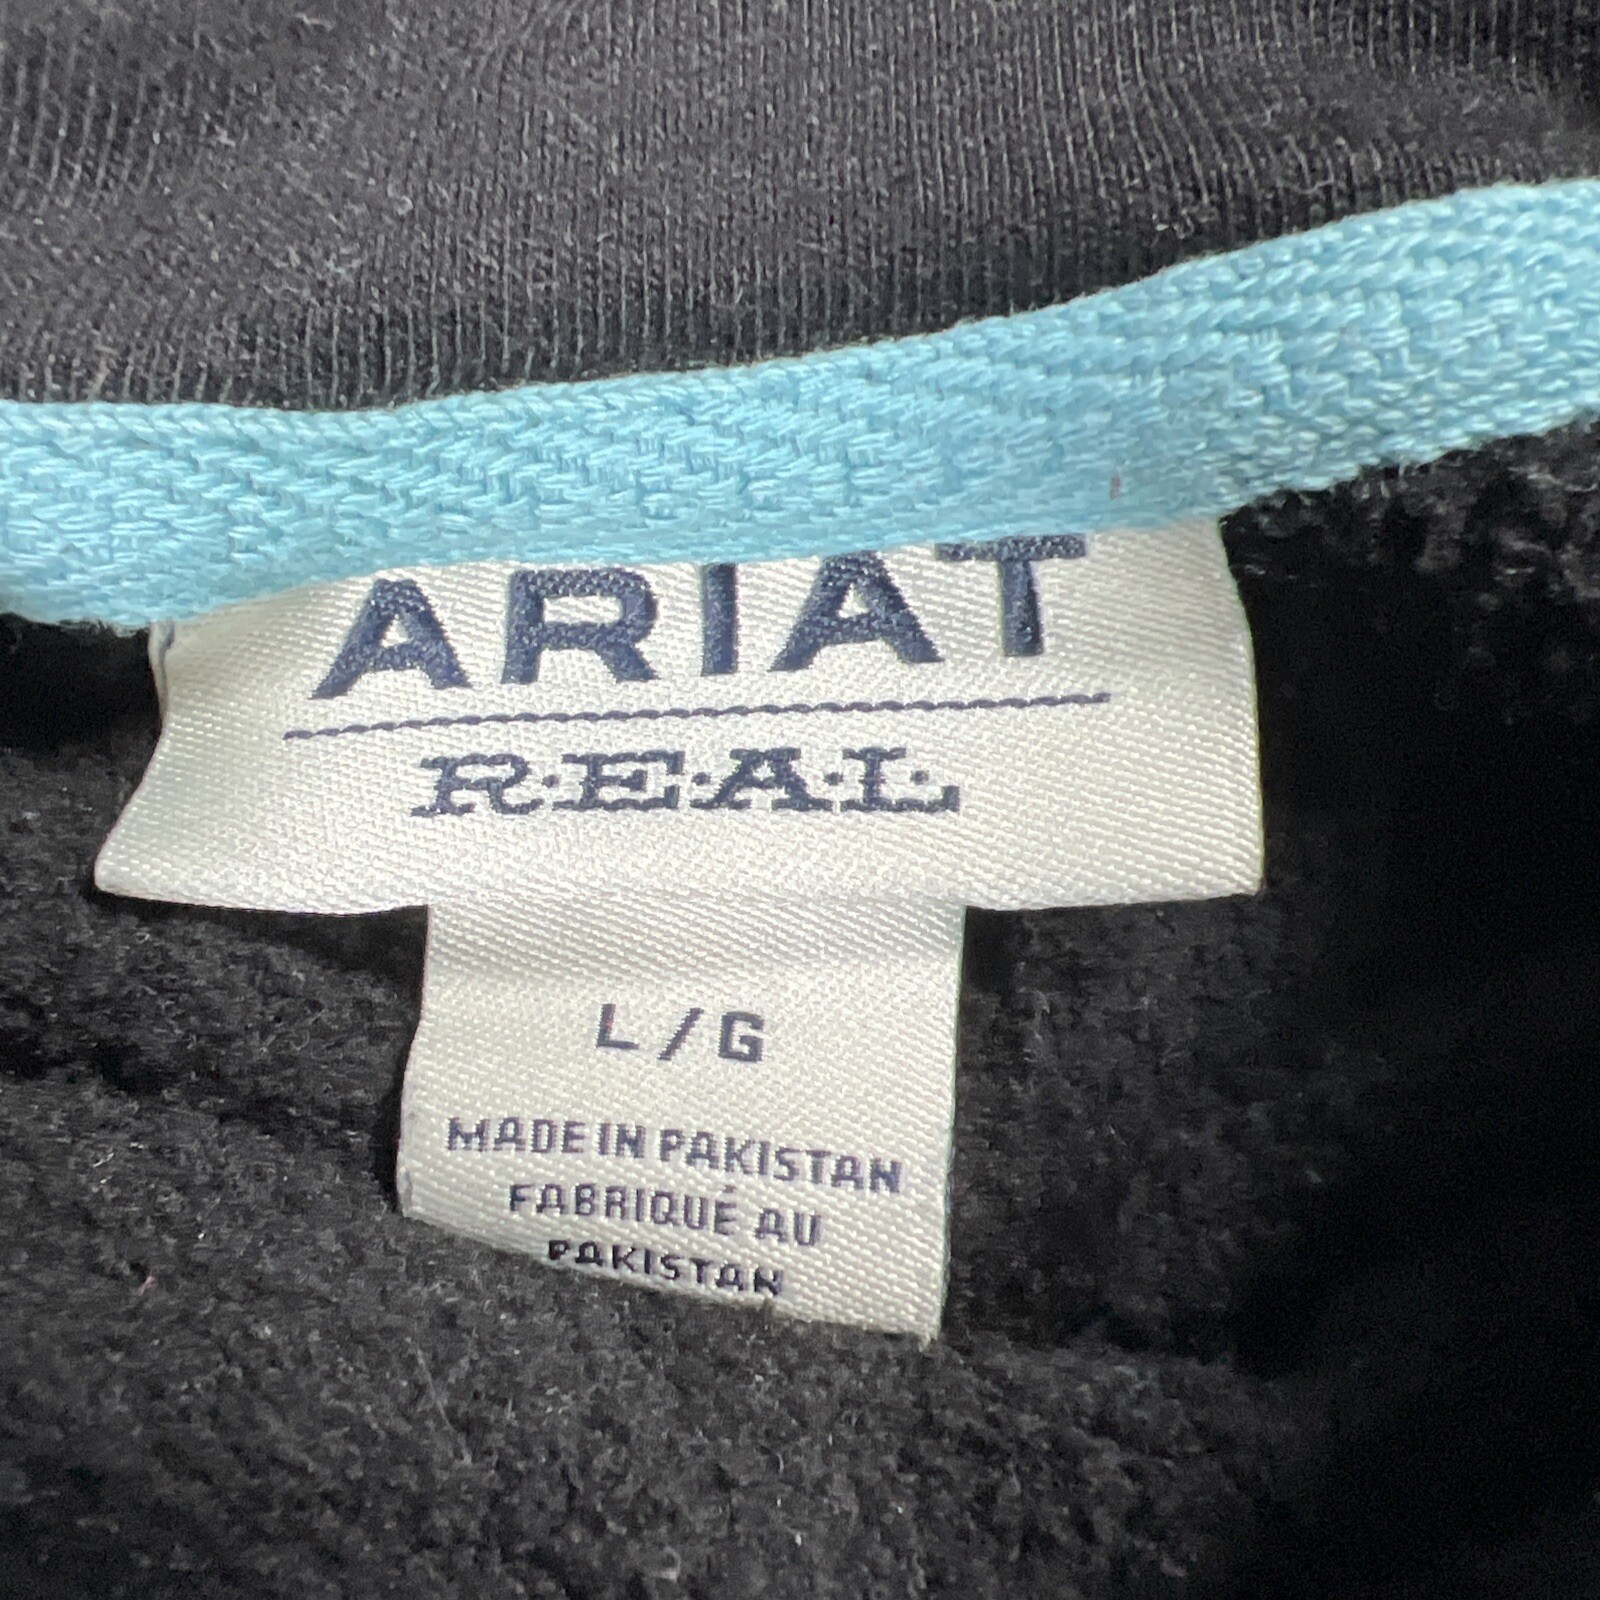 ARIAT
R·E·A·L·
L/G
MADE IN PAKISTAN
FABRIQUÉ AU
PAKISTAN